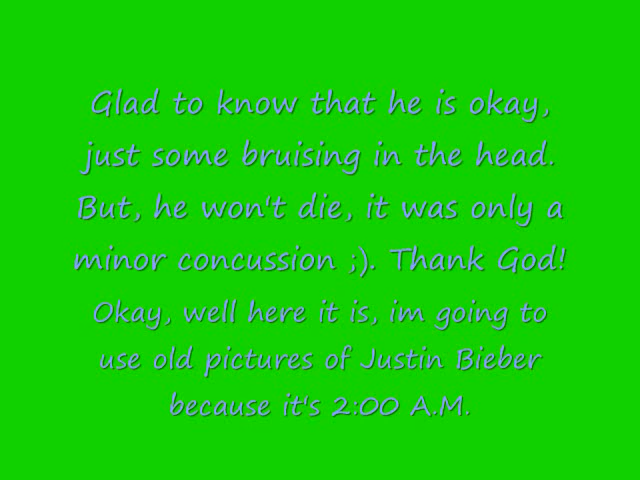 Glad to know that he is okay,
just some bruising in the head.
But, he won't die, it was only a
minor concussion ;). Thank God!
Okay, well here it is, im going to
use old pictures of Justin Bieber
because it's 2:00 A.M.